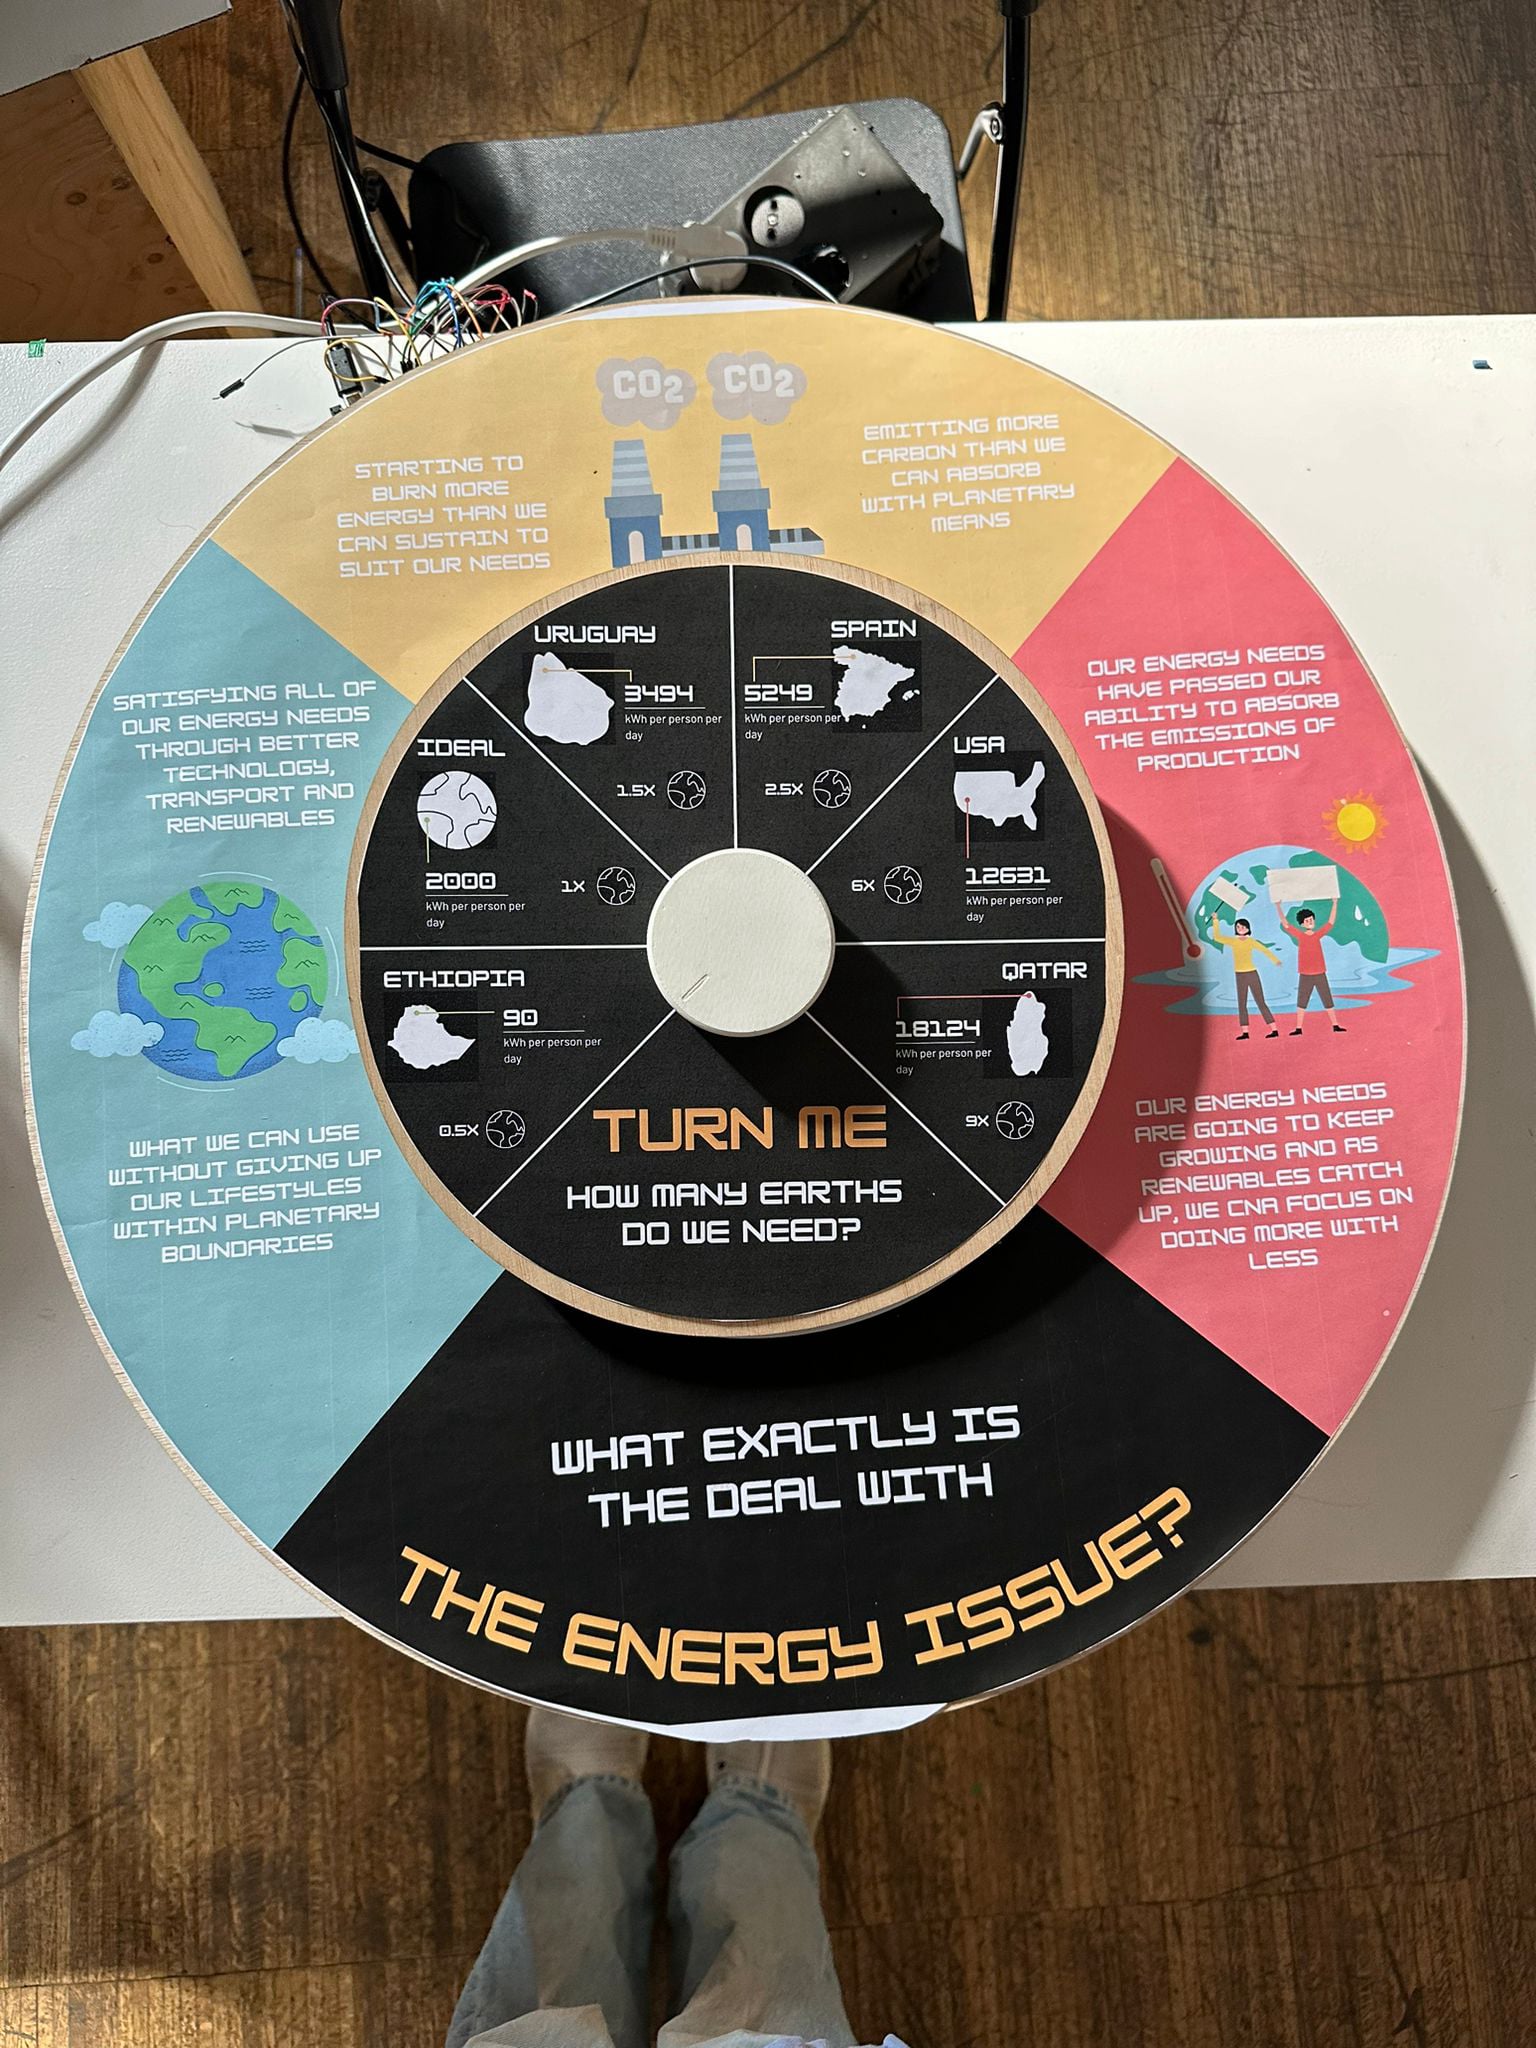 CO2
CO2
STARTING TO
BURN MORE
ENERGY THAN WE
CAN SUSTAIN TO
SUIT OUR NEEDS
EMITTING MORE
CARBON THAN WE
CAN ABSORB
WITH PLANETARY
MEANS
SATISFYING ALL OF
OUR ENERGY NEEDS
THROUGH BETTER
TECHNOLOGY,
TRANSPORT AND
RENEWABLES
WHAT WE CAN USE
WITHOUT GIVING UP
OUR LIFESTYLES
WITHIN PLANETARY
BOUNDARIES
OUR ENERGY NEEDS
HAVE PASSED OUR
ABILITY TO ABSORB
THE EMISSIONS OF
PRODUCTION
OUR ENERGY NEEDS
ARE GOING TO KEEP
GROWING AND AS
RENEWABLES CATCH
UP, WE CNA FOCUS ON
DOING MORE WITH
LESS
ETHIOPIA
90
kWh per person per
day
0.5X
IDEAL
2000
kWh per person per
day
1X
URUGUAY
3494
kWh per person per
day
1.5X
SPAIN
5249
kWh per person per
day
2.5X
USA
12631
kWh per person per
day
6X
QATAR
18124
kWh per person per
day
9X
TURN ME
HOW MANY EARTHS
DO WE NEED?
WHAT EXACTLY IS
THE DEAL WITH
THE ENERGY ISSUE?